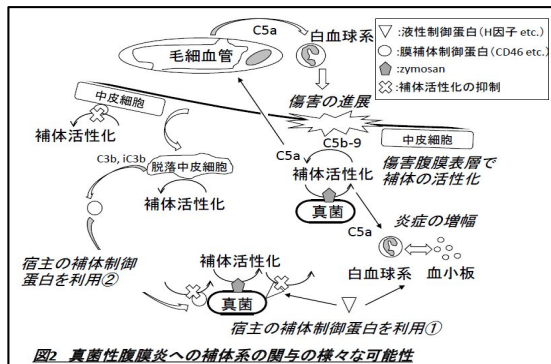 C5a
白血球系
毛細血管
:液性制御蛋白(H因子 etc.)
:膜補体制御蛋白(CD46 etc.)
:zymosan
:補体活性化の抑制
中皮細胞
補体活性化
傷害の進展
C5b-9
中皮細胞
C5a
補体活性化
傷害腹膜表層で
補体の活性化
真菌
C3b, iC3b
脱落中皮細胞
補体活性化
C5a
炎症の増幅
白血球系
血小板
宿主の補体制御
蛋白を利用②
補体活性化
真菌
宿主の補体制御蛋白を利用①
図2 真菌性腹膜炎への補体系の関与の様々な可能性